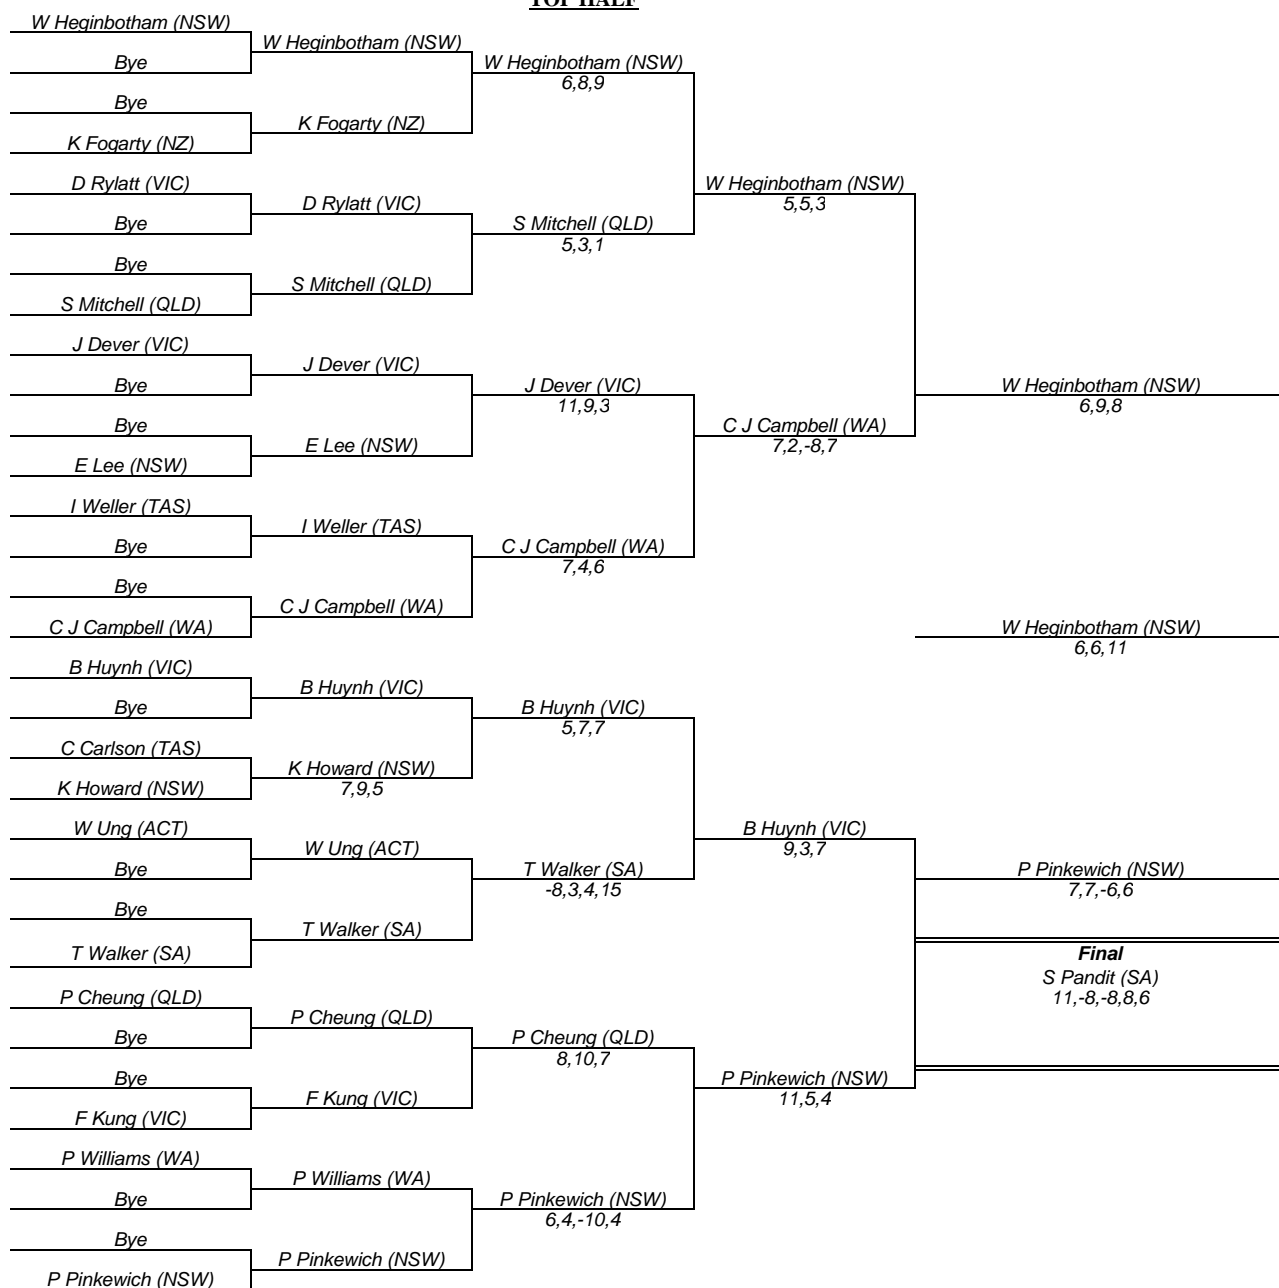 TOP HALF
W Heginbotham (NSW)
Bye
Bye
K Fogarty (NZ)
D Rylatt (VIC)
Bye
Bye
S Mitchell (QLD)
J Dever (VIC)
Bye
Bye
E Lee (NSW)
I Weller (TAS)
Bye
Bye
C J Campbell (WA)
B Huynh (VIC)
Bye
C Carlson (TAS)
K Howard (NSW)
W Ung (ACT)
Bye
Bye
T Walker (SA)
P Cheung (QLD)
Bye
Bye
F Kung (VIC)
P Williams (WA)
Bye
Bye
P Pinkewich (NSW)
W Heginbotham (NSW)
K Fogarty (NZ)
D Rylatt (VIC)
S Mitchell (QLD)
J Dever (VIC)
E Lee (NSW)
I Weller (TAS)
C J Campbell (WA)
B Huynh (VIC)
K Howard (NSW)
7,9,5
W Ung (ACT)
T Walker (SA)
P Cheung (QLD)
F Kung (VIC)
P Williams (WA)
P Pinkewich (NSW)
W Heginbotham (NSW)
6,8,9
S Mitchell (QLD)
5,3,1
J Dever (VIC)
11,9,3
C J Campbell (WA)
7,4,6
B Huynh (VIC)
5,7,7
T Walker (SA)
-8,3,4,15
P Cheung (QLD)
8,10,7
P Pinkewich (NSW)
6,4,-10,4
W Heginbotham (NSW)
5,5,3
C J Campbell (WA)
7,2,-8,7
B Huynh (VIC)
9,3,7
P Pinkewich (NSW)
11,5,4
W Heginbotham (NSW)
6,9,8
W Heginbotham (NSW)
6,6,11
P Pinkewich (NSW)
7,7,-6,6
Final
S Pandit (SA)
11,-8,-8,8,6